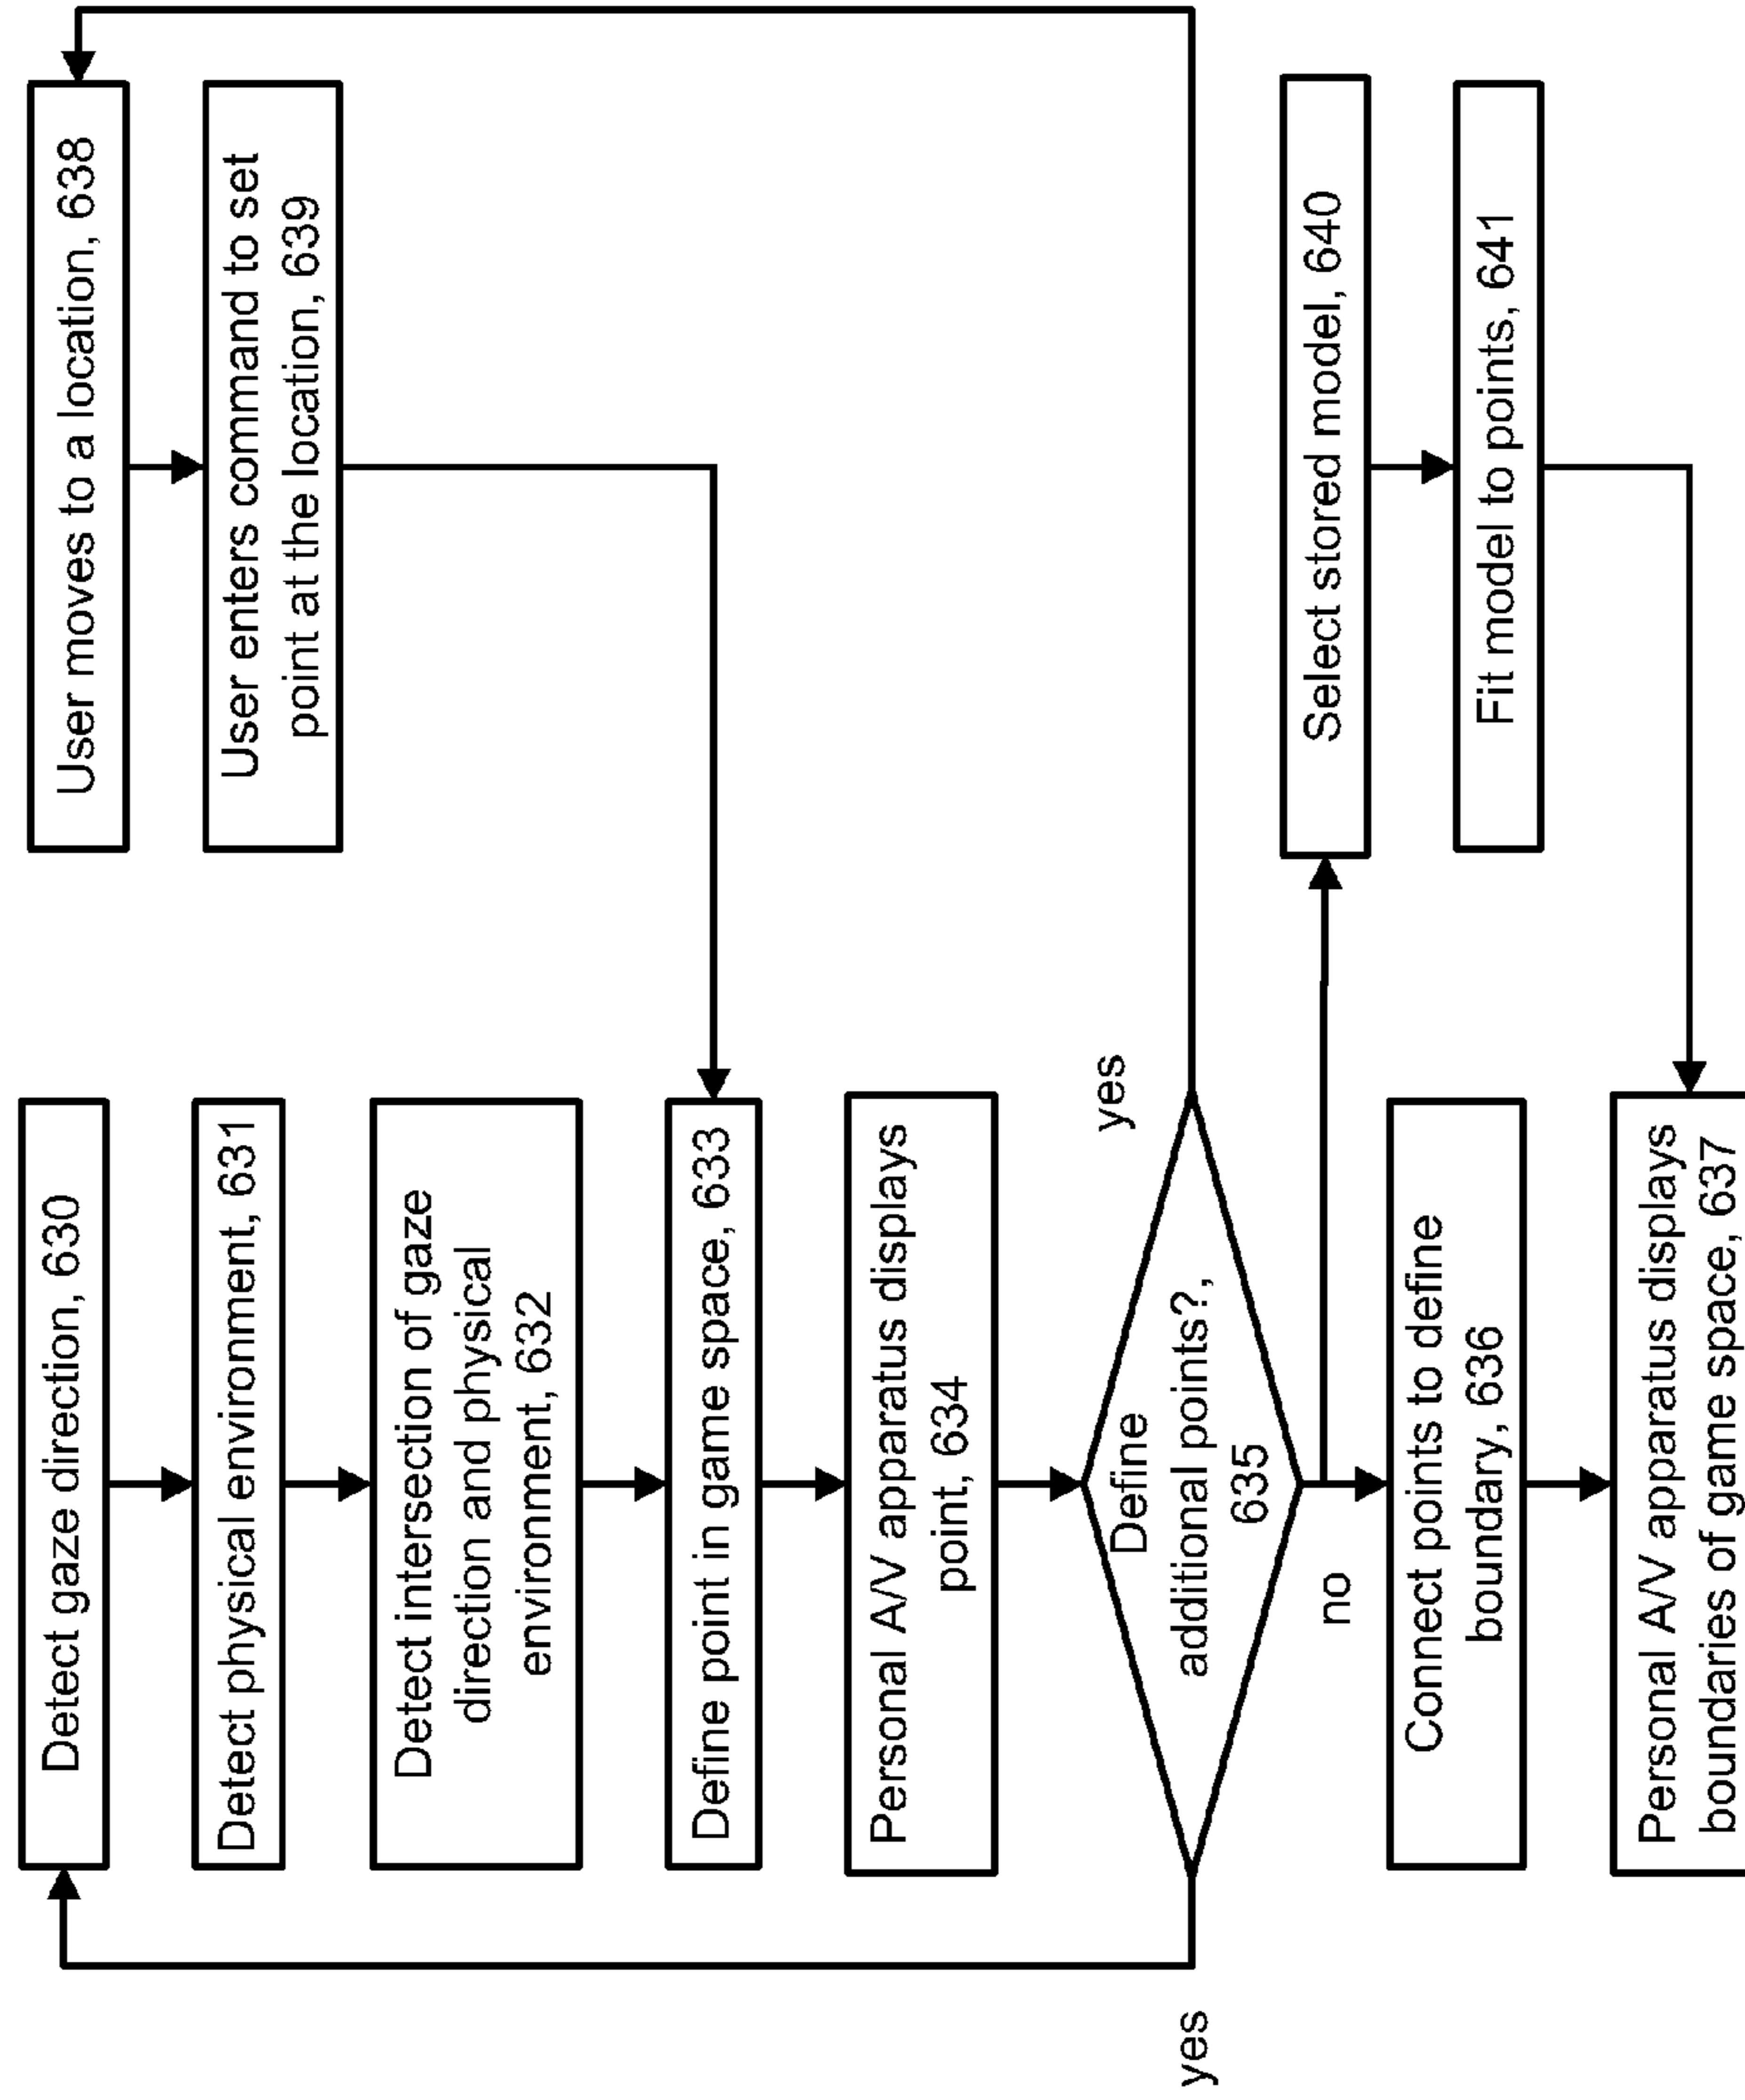 Detect gaze direction, 630
Detect physical environment, 631
Detect intersection of gaze
direction and physical
environment, 632
Define point in game space, 633
Personal A/V apparatus displays
point, 634
Define
additional points?,
635
yes
yes
no
Connect points to define
boundary, 636
Personal A/V apparatus displays
boundaries of game space, 637
User moves to a location, 638
User enters command to set
point at the location, 639
Select stored model, 640
Fit model to points, 641